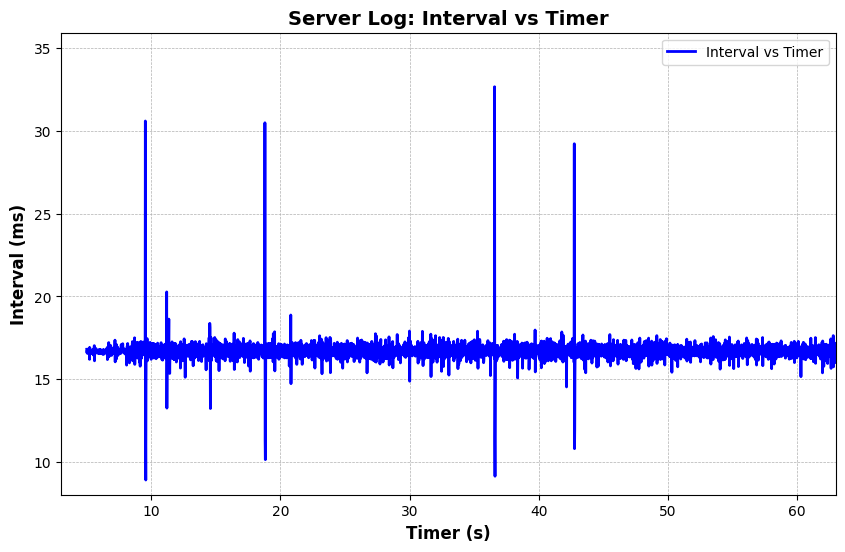 Server Log: Interval vs Timer
Interval vs Timer
35
30
25
20
15
10
Interval (ms)
10 20 30 40 50 60
Timer (s)